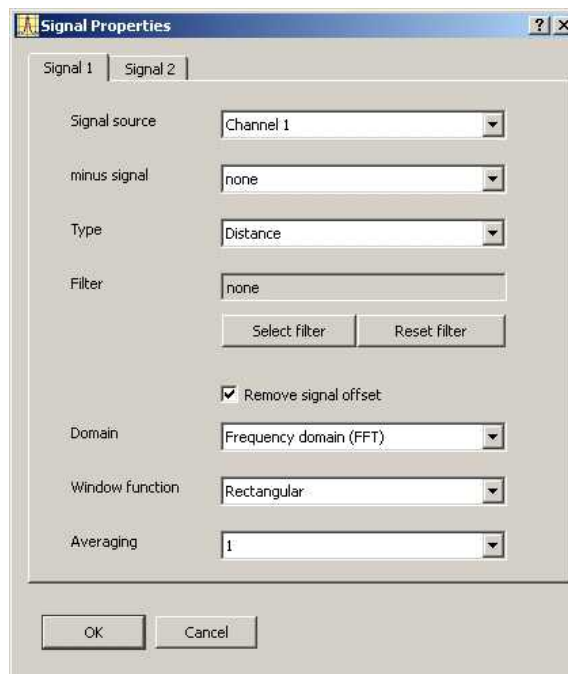 Signal Properties
Signal 1 Signal 2
Signal source Channel 1
minus signal none
Type Distance
Filter none
Select filter Reset filter
Remove signal offset
Domain Frequency domain (FFT)
Window function Rectangular
Averaging 1
OK Cancel